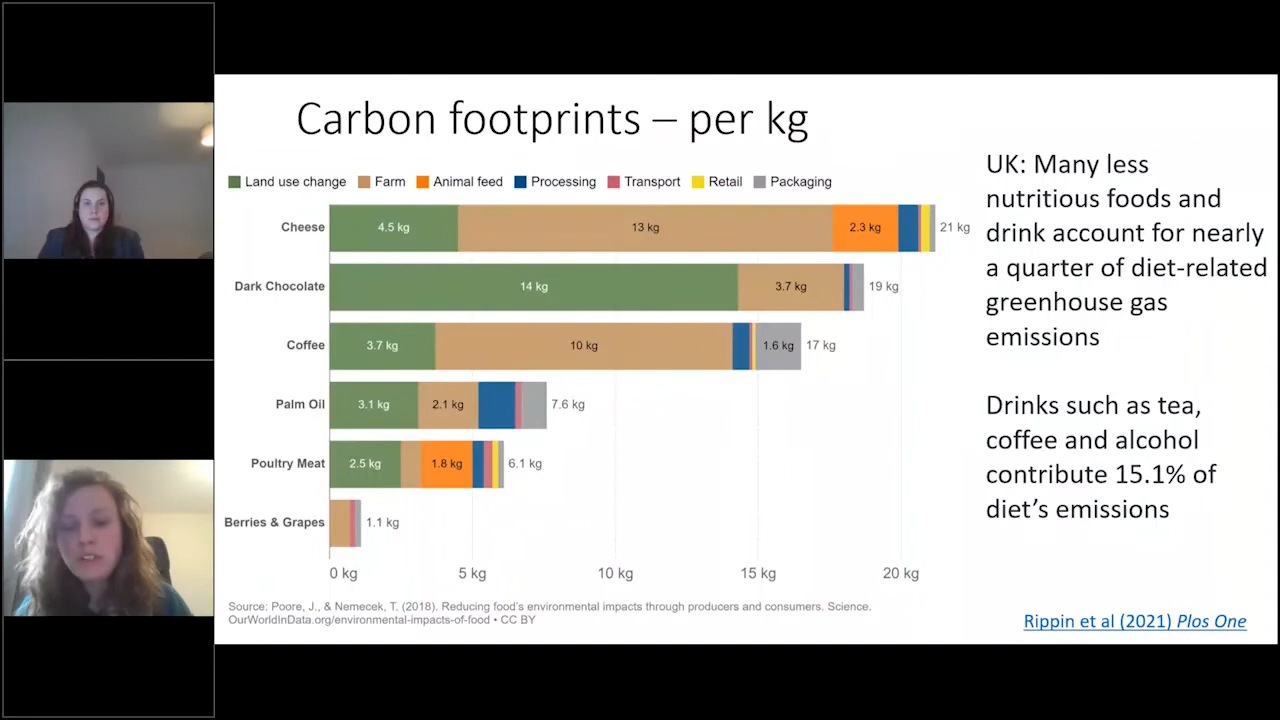 Carbon footprints – per kg
Land use change Farm Animal feed Processing Transport Retail Packaging
Cheese 4.5 kg 13 kg 2.3 kg 21 kg
Dark Chocolate 14 kg 3.7 kg 19 kg
Coffee 3.7 kg 10 kg 1.6 kg 17 kg
Palm Oil 3.1 kg 2.1 kg 7.6 kg
Poultry Meat 2.5 kg 1.8 kg 6.1 kg
Berries & Grapes 1.1 kg
0 kg 5 kg 10 kg 15 kg 20 kg
Source: Poore, J., & Nemecek, T. (2018). Reducing food's environmental impacts through producers and consumers. Science.
OurWorldInData.org/environmental-impacts-of-food • CC BY
UK: Many less
nutritious foods and
drink account for nearly
a quarter of diet-related
greenhouse gas
emissions
Drinks such as tea,
coffee and alcohol
contribute 15.1% of
diet's emissions
Rippin et al (2021) Plos One